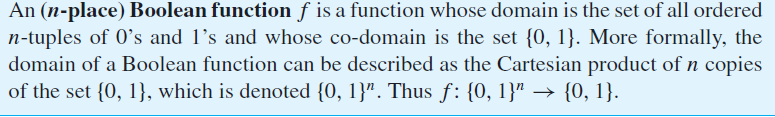 An (n-place) Boolean function f is a function whose domain is the set of all ordered
n-tuples of 0’s and 1’s and whose co-domain is the set {0, 1}. More formally, the
domain of a Boolean function can be described as the Cartesian product of n copies
of the set {0, 1}, which is denoted {0, 1}ⁿ. Thus f: {0, 1}ⁿ → {0, 1}.